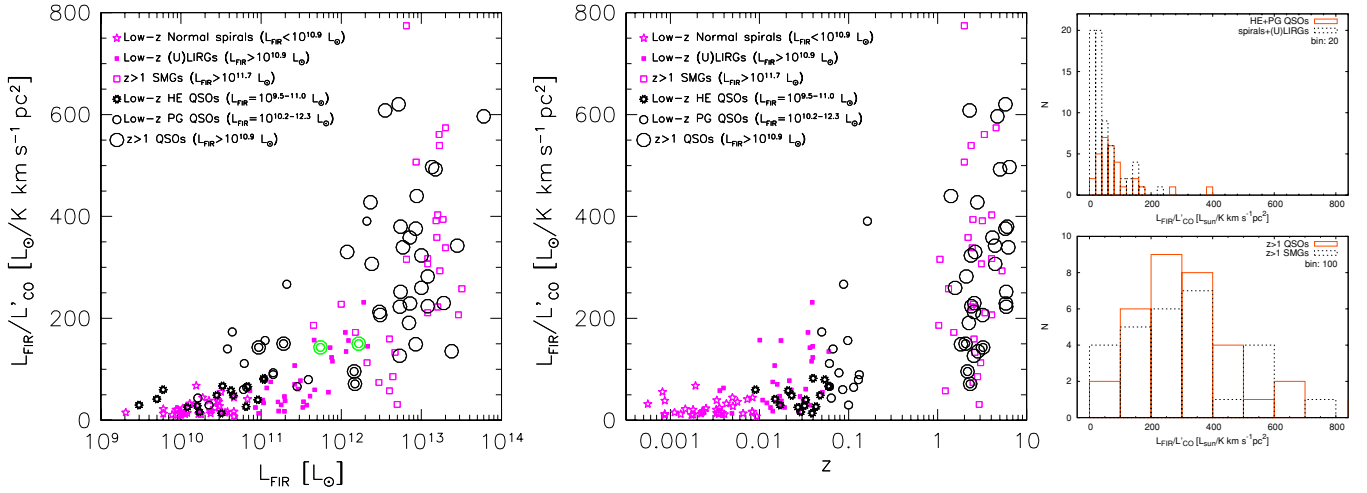 Low-z Normal spirals (L_FIR<10^10.9 L_⊙)
Low-z (U)LIRGs (L_FIR>10^10.9 L_⊙)
z>1 SMGs (L_FIR>10^11.7 L_⊙)
Low-z HE QSOs (L_FIR=10^9.5-11.0 L_⊙)
Low-z PG QSOs (L_FIR=10^10.2-12.3 L_⊙)
z>1 QSOs (L_FIR>10^10.9 L_⊙)
800
600
400
200
0
L_FIR/L'_CO [L_⊙/K km s^-1 pc^2]
10^9 10^10 10^11 10^12 10^13 10^14
L_FIR [L_⊙]
Low-z Normal spirals (L_FIR<10^10.9 L_⊙)
Low-z (U)LIRGs (L_FIR>10^10.9 L_⊙)
z>1 SMGs (L_FIR>10^11.7 L_⊙)
Low-z HE QSOs (L_FIR=10^9.5-11.0 L_⊙)
Low-z PG QSOs (L_FIR=10^10.2-12.3 L_⊙)
z>1 QSOs (L_FIR>10^10.9 L_⊙)
800
600
400
200
0
L_FIR/L'_CO [L_⊙/K km s^-1 pc^2]
0.001 0.01 0.1 1 10
z
HE+PG QSOs
spirals+(U)LIRGs
bin: 20
20
15
10
5
0
N
0 200 400 600 800
L_FIR/L'_CO [L_sun/K km s^-1 pc^2]
z>1 QSOs
z>1 SMGs
bin: 100
10
8
6
4
2
0
N
0 200 400 600 800
L_FIR/L'_CO [L_sun/K km s^-1 pc^2]